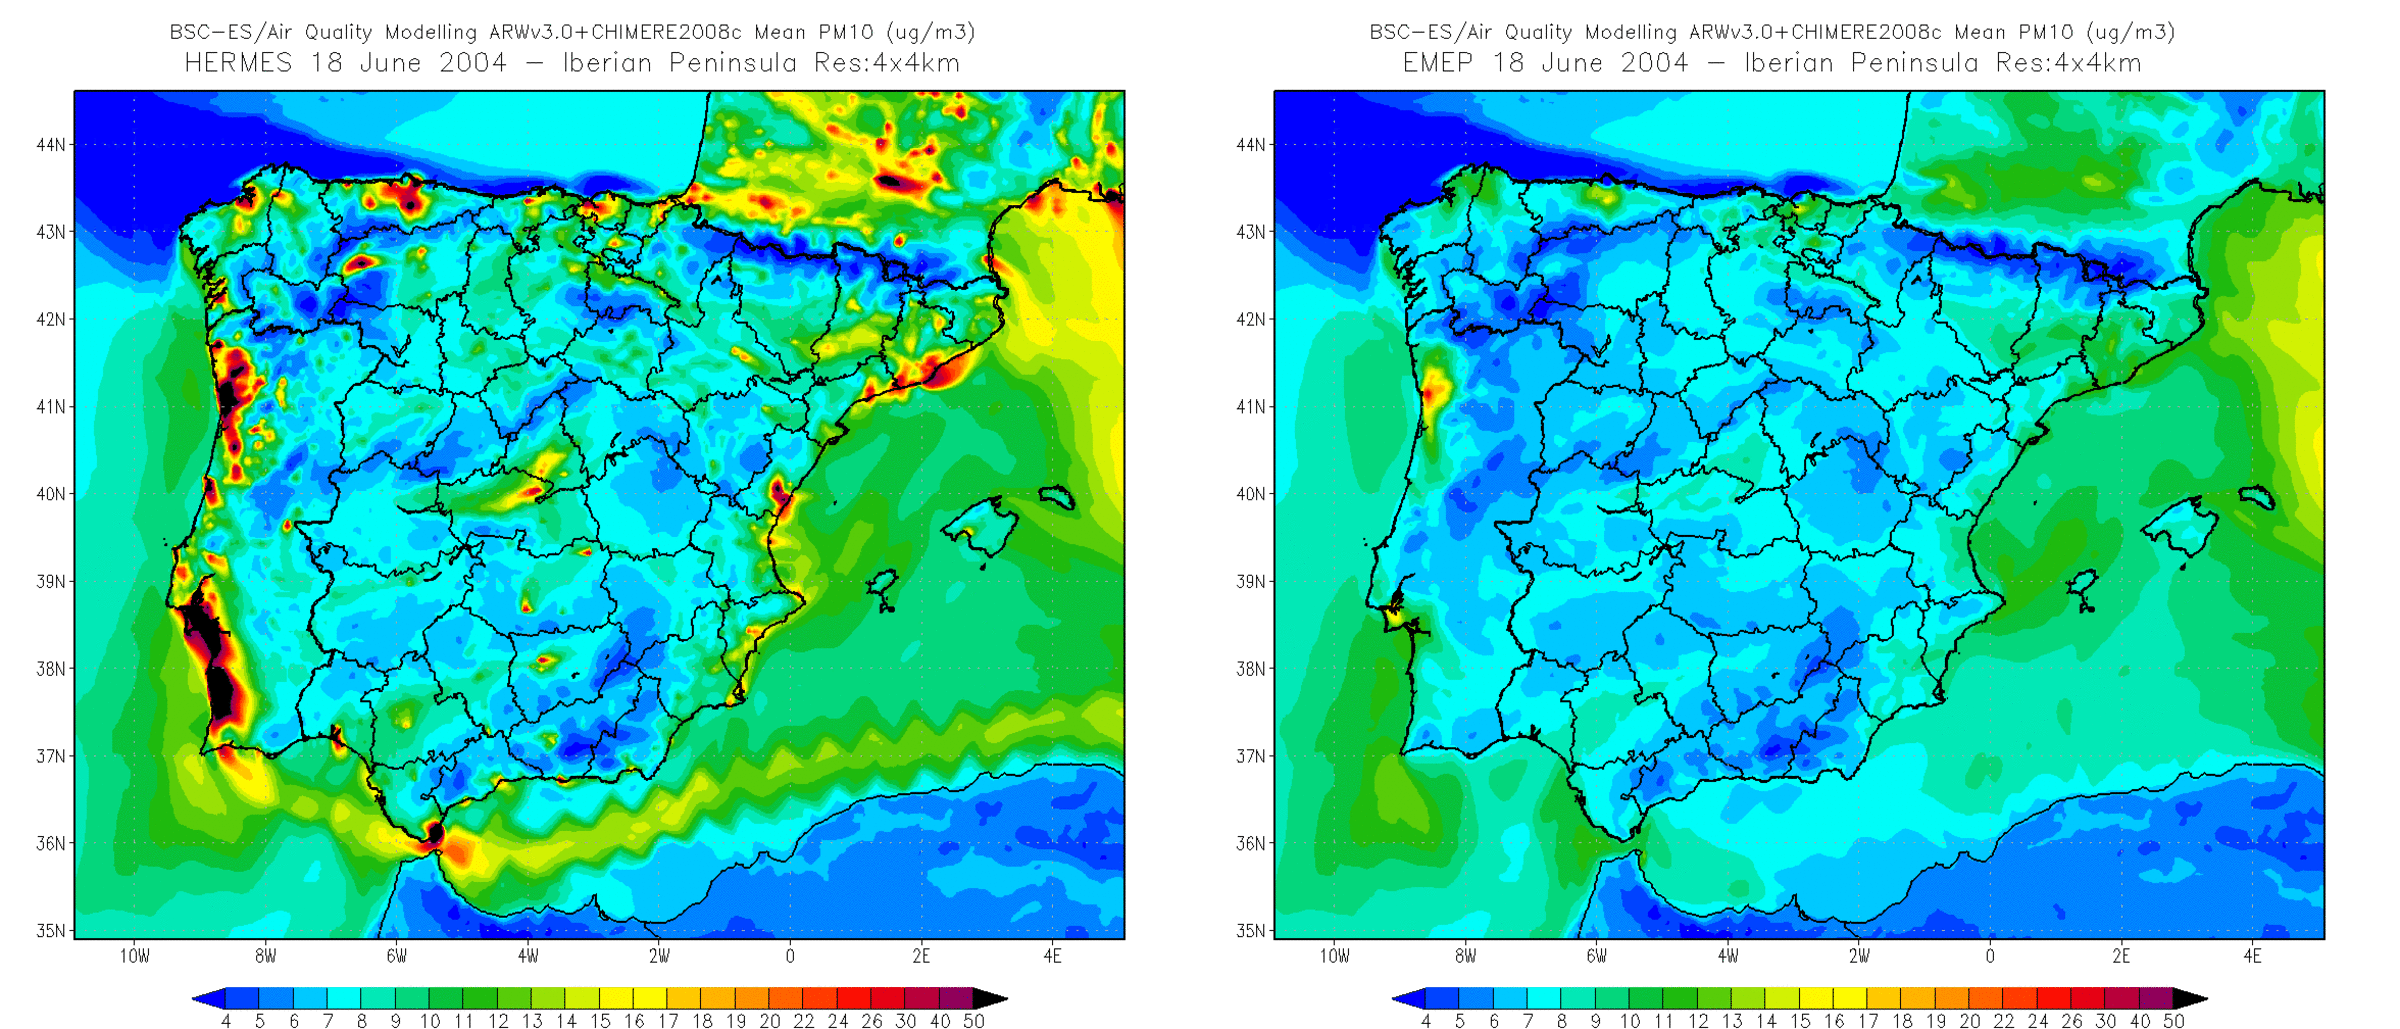 BSC-ES/Air Quality Modelling ARWv3.0+CHIMERE2008c Mean PM10 (ug/m3)
HERMES 18 June 2004 - Iberian Peninsula Res:4x4km
44N
43N
42N
41N
40N
39N
38N
37N
36N
35N
10W 8W 6W 4W 2W 0 2E 4E
4 5 6 7 8 9 10 11 12 13 14 15 16 17 18 19 20 22 24 26 30 40 50
BSC-ES/Air Quality Modelling ARWv3.0+CHIMERE2008c Mean PM10 (ug/m3)
EMEP 18 June 2004 - Iberian Peninsula Res:4x4km
44N
43N
42N
41N
40N
39N
38N
37N
36N
35N
10W 8W 6W 4W 2W 0 2E 4E
4 5 6 7 8 9 10 11 12 13 14 15 16 17 18 19 20 22 24 26 30 40 50